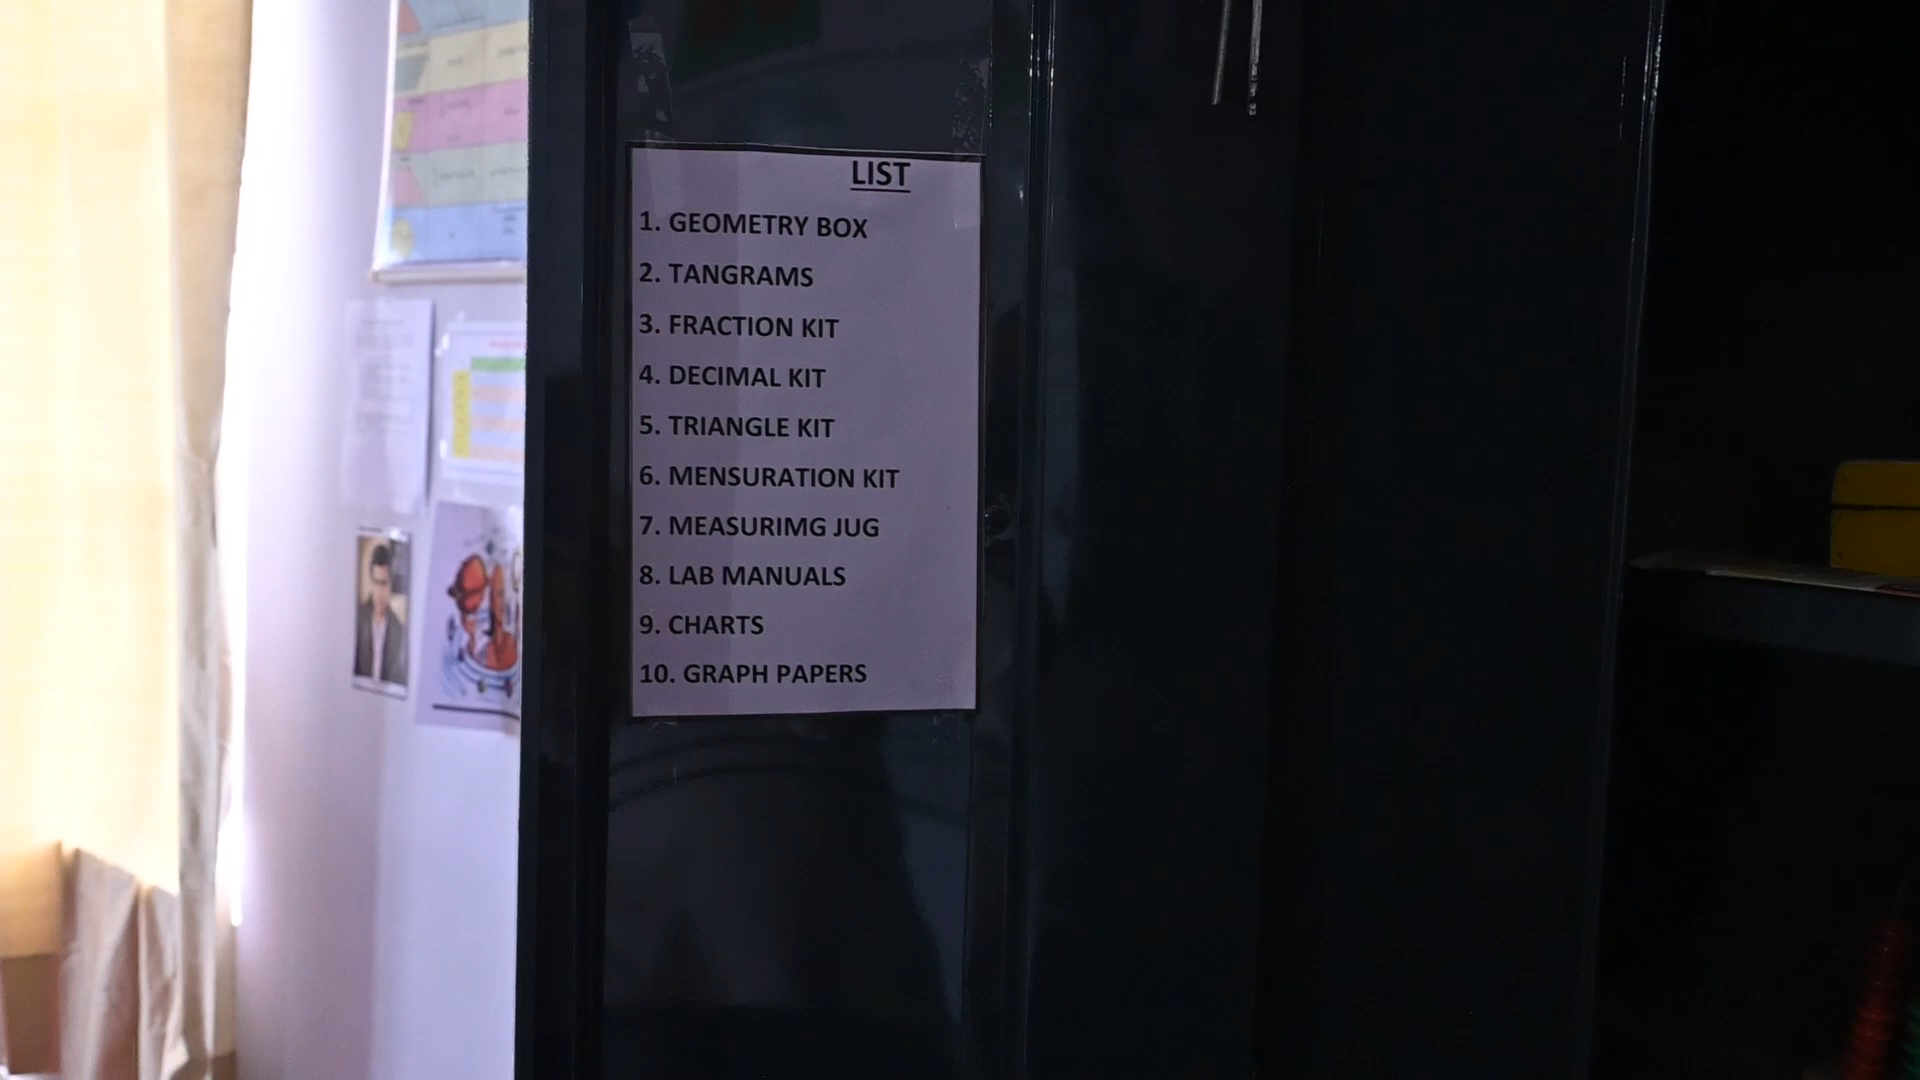 LIST
1. GEOMETRY BOX
2. TANGRAMS
3. FRACTION KIT
4. DECIMAL KIT
5. TRIANGLE KIT
6. MENSURATION KIT
7. MEASURIMG JUG
8. LAB MANUALS
9. CHARTS
10. GRAPH PAPERS